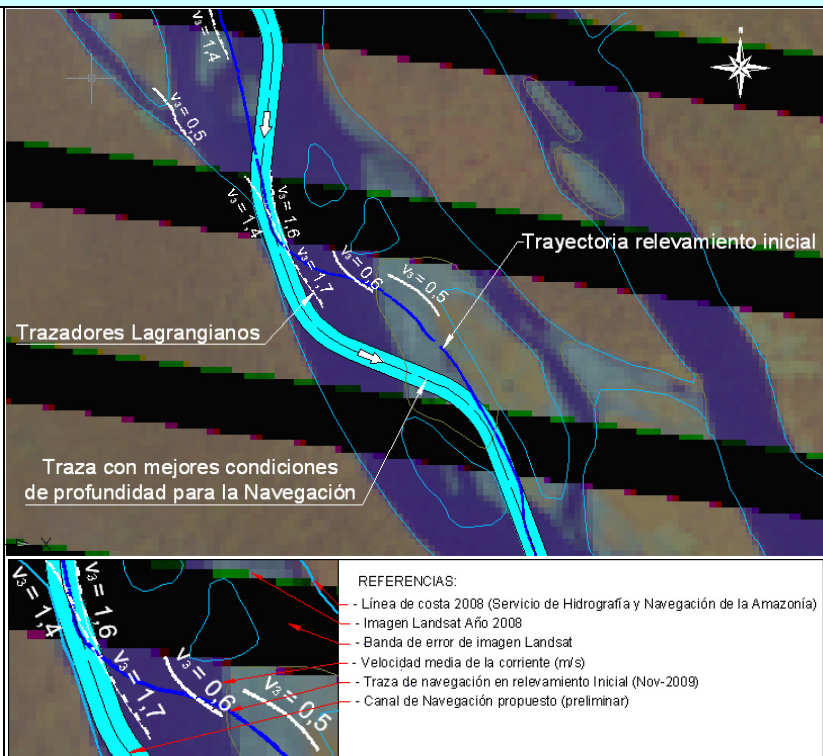 V₃= 1,4
V₃= 0,5
V₃= 1,6
V₃= 1,4
V₃= 1,7
V₃= 0,6
V₃= 0,5
Trayectoria relevamiento inicial
Trazadores Lagrangianos
Traza con mejores condiciones
de profundidad para la Navegación
X
V₃= 1,4
V₃= 1,6
V₃= 1,7
V₃= 0,6
V₃= 0,5
REFERENCIAS:
- Línea de costa 2008 (Servicio de Hidrografía y Navegación de la Amazonía)
- Imagen Landsat Año 2008
- Banda de error de imagen Landsat
- Velocidad media de la corriente (m/s)
- Traza de navegación en relevamiento Inicial (Nov-2009)
- Canal de Navegación propuesto (preliminar)